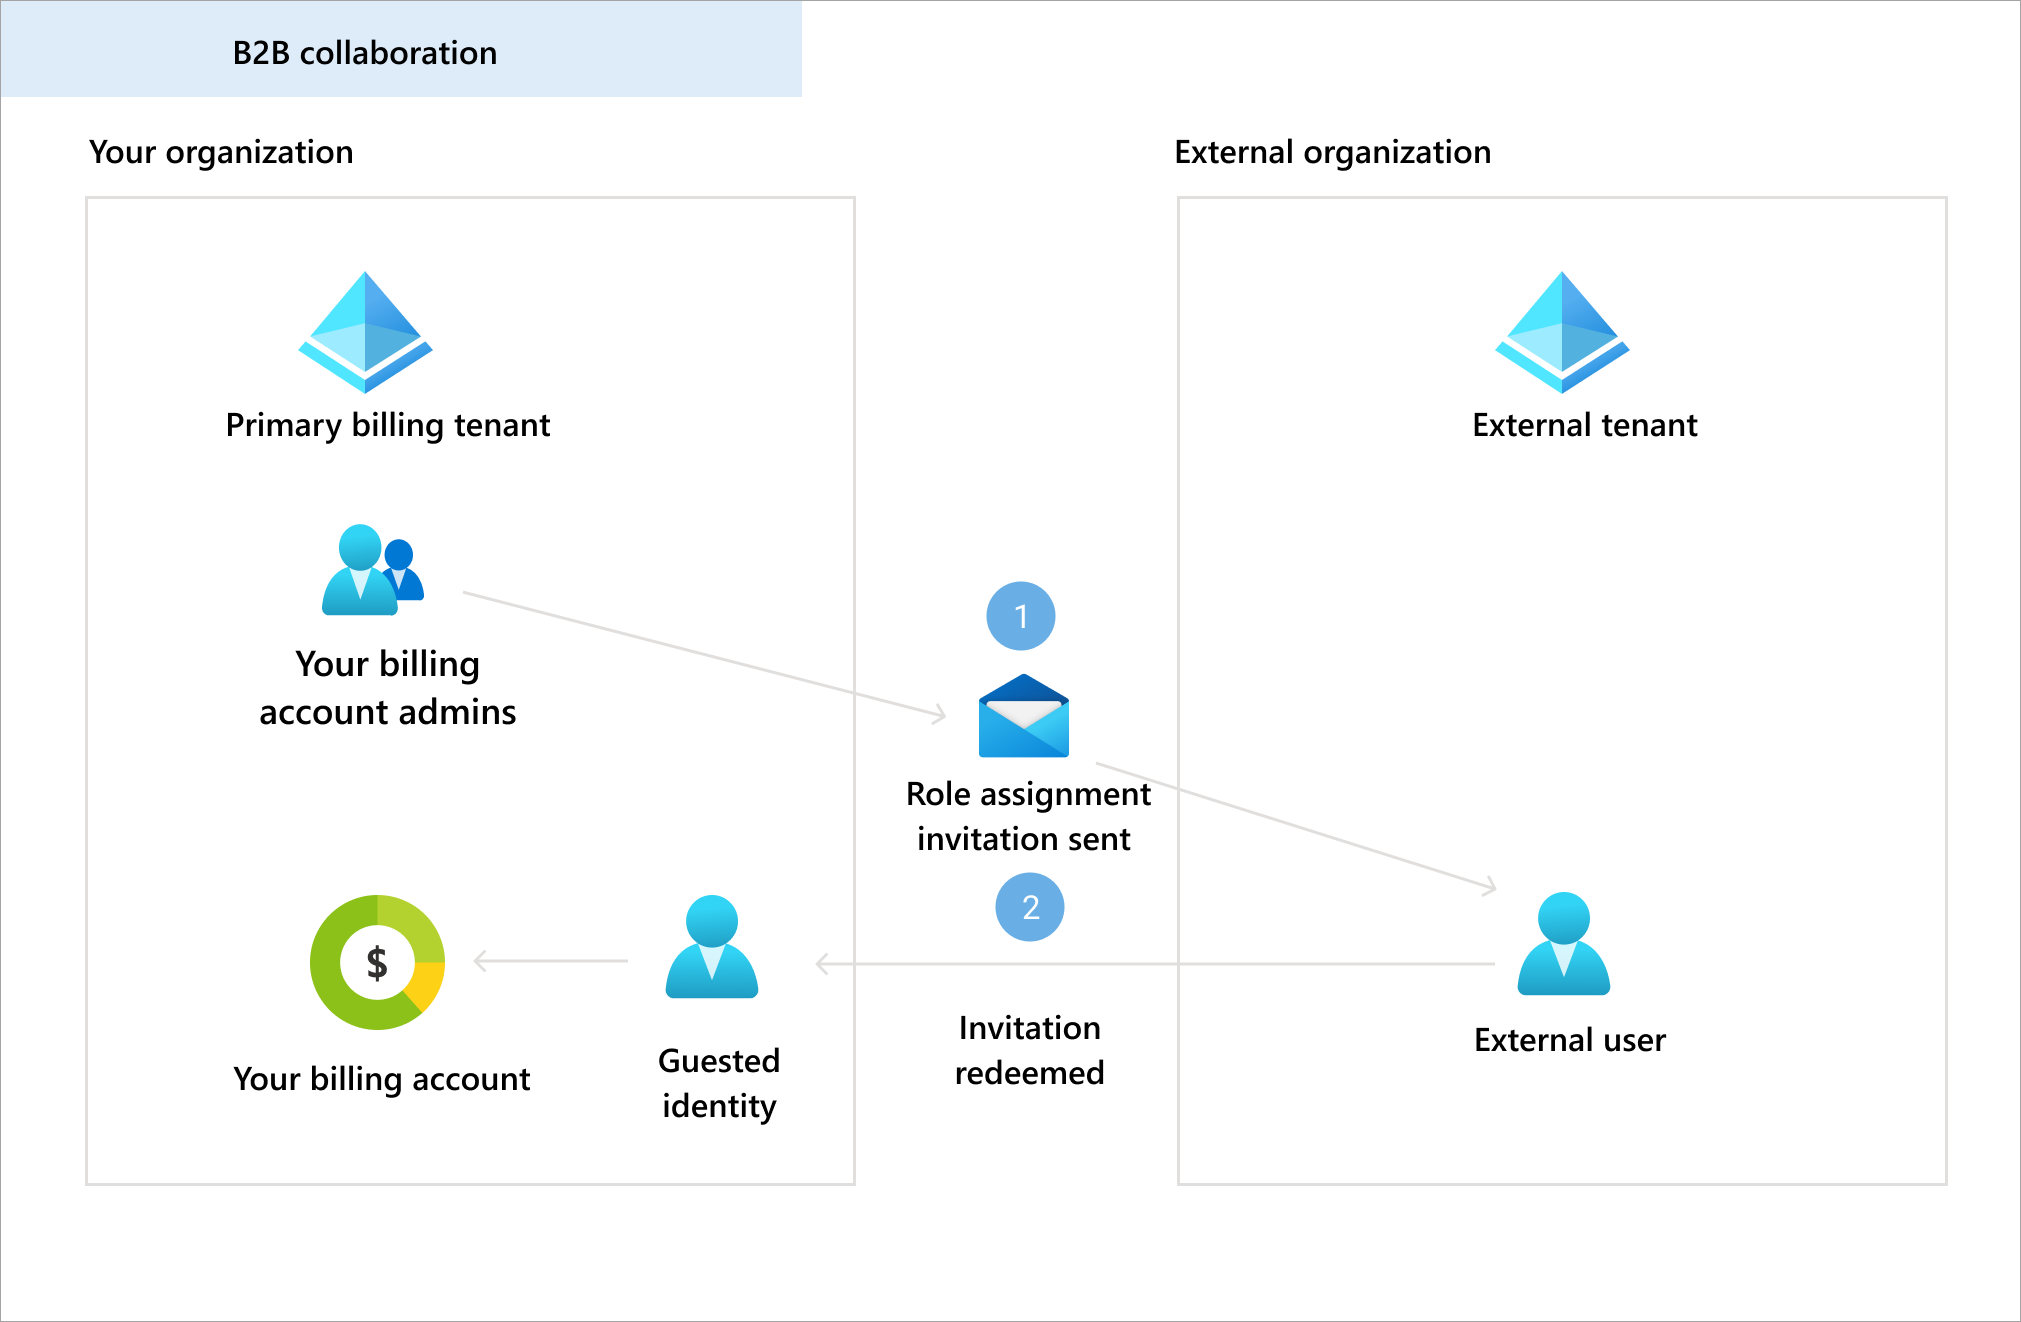 B2B collaboration
Your organization
External organization
Primary billing tenant
External tenant
Your billing
account admins
1
Role assignment
invitation sent
2
$
Your billing account
Guested
identity
Invitation
redeemed
External user